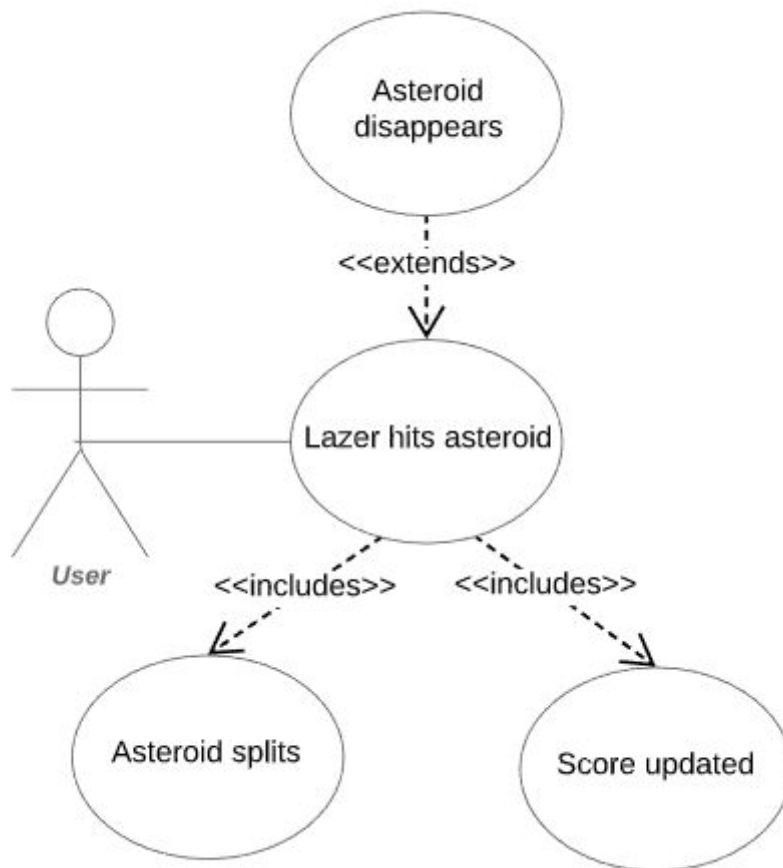 Asteroid
disappears
<<extends>>
Lazer hits asteroid
User
<<includes>>
<<includes>>
Asteroid splits
Score updated